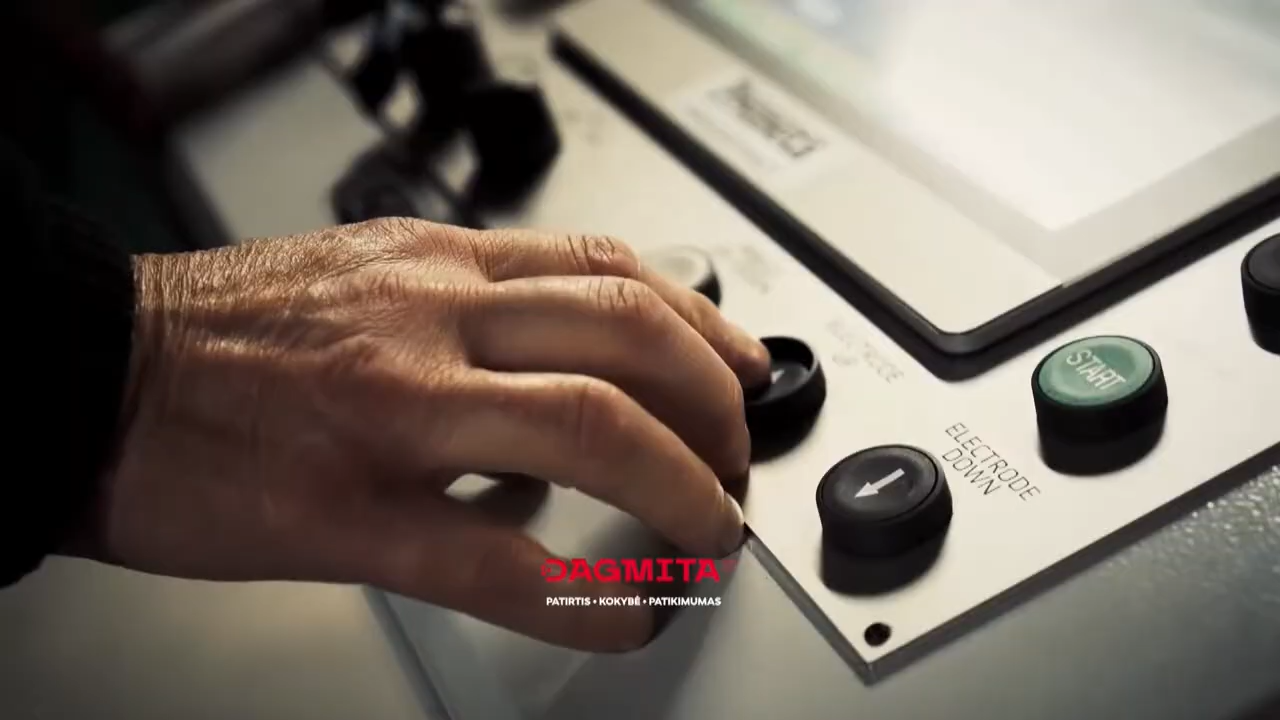 START
ELECTRODE
DOWN
DAGMITA
PATIRTIS • KOKYBĖ • PATIKIMUMAS